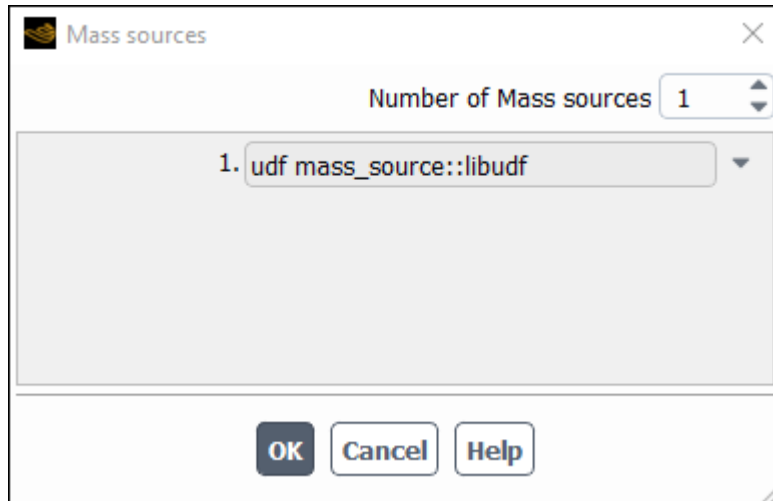 Mass sources
Number of Mass sources 1
1. udf mass_source::libudf
OK Cancel Help